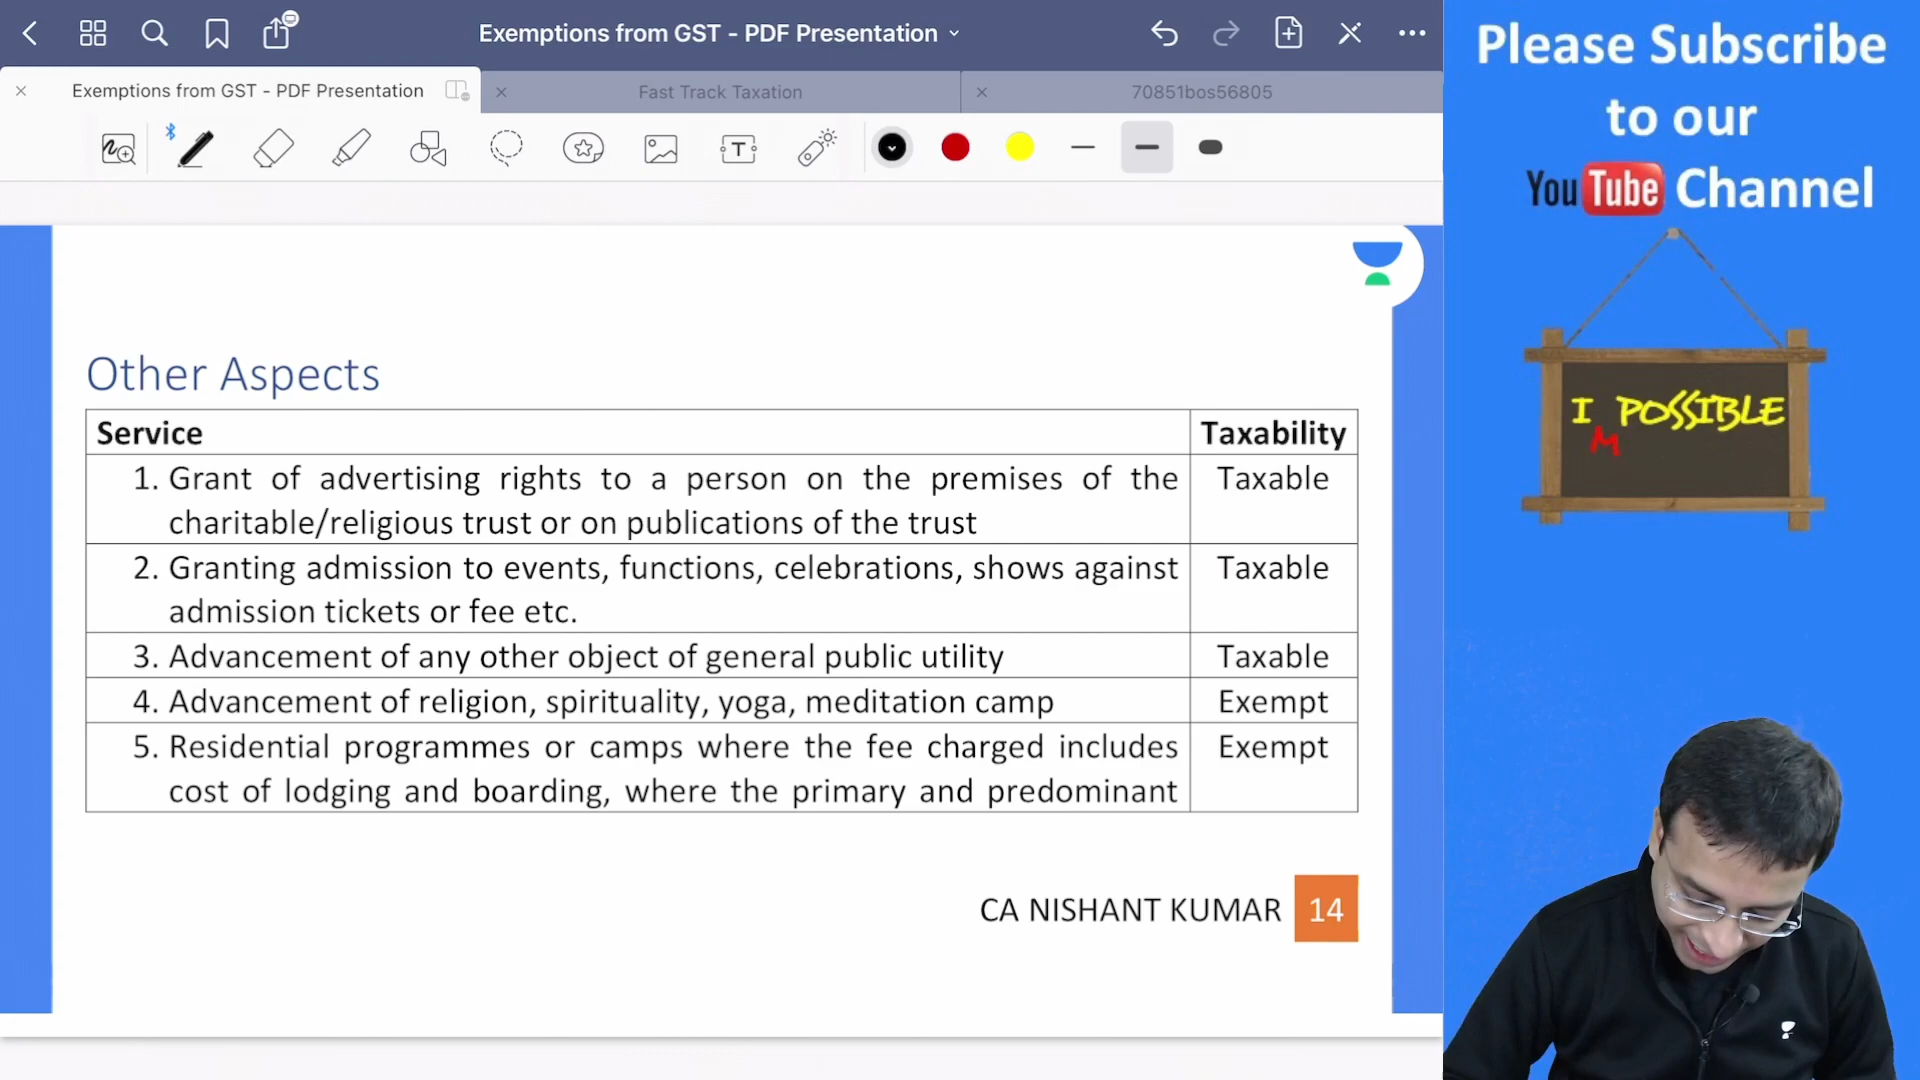 Exemptions from GST - PDF Presentation
Exemptions from GST - PDF Presentation
Fast Track Taxation
70851bos56805
T
Other Aspects
Service Taxability
1. Grant of advertising rights to a person on the premises of the Taxable
charitable/religious trust or on publications of the trust
2. Granting admission to events, functions, celebrations, shows against Taxable
admission tickets or fee etc.
3. Advancement of any other object of general public utility Taxable
4. Advancement of religion, spirituality, yoga, meditation camp Exempt
5. Residential programmes or camps where the fee charged includes Exempt
cost of lodging and boarding, where the primary and predominant
CA NISHANT KUMAR 14
Please Subscribe
to our
YouTube Channel
I POSSIBLE
M